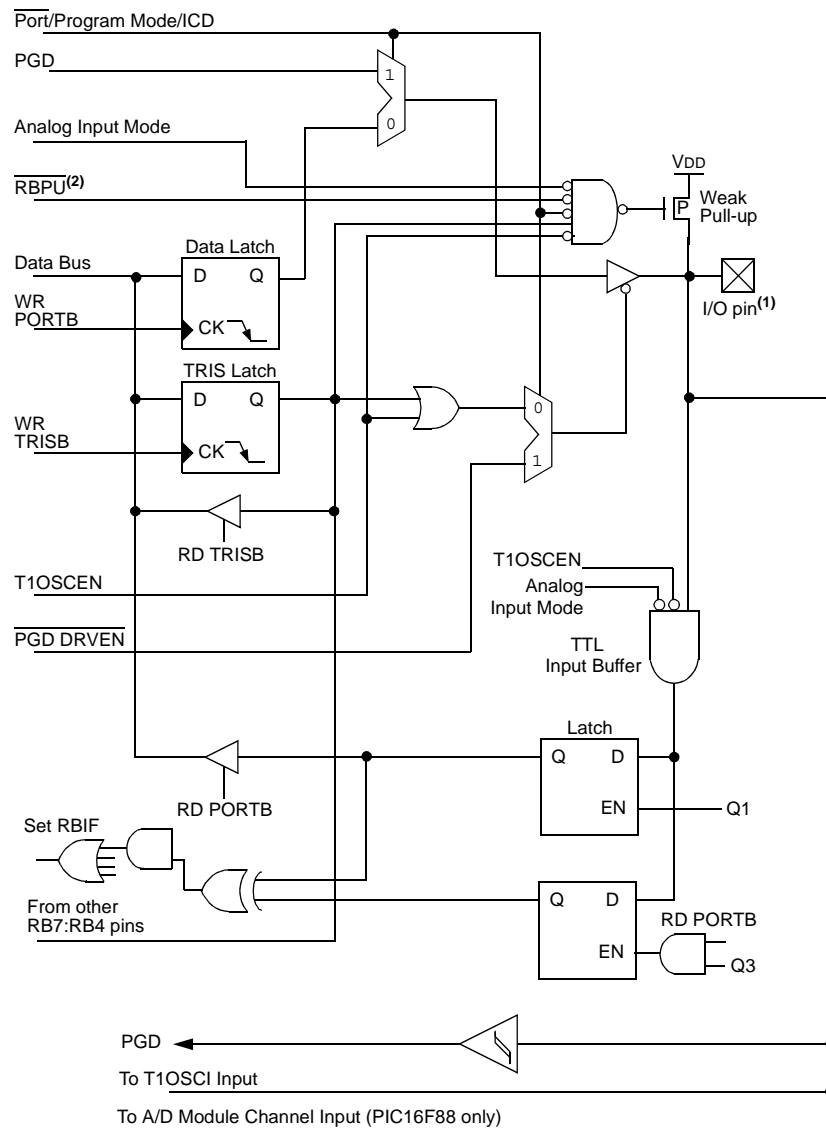 Port/Program Mode/ICD
PGD
1
0
Analog Input Mode
RBPU(2)
VDD
P
Weak
Pull-up
Data Latch
Data Bus
D
Q
WR
PORTB
CK
I/O pin(1)
TRIS Latch
D
Q
0
WR
TRISB
CK
1
RD TRISB
T1OSCEN
T1OSCEN
Analog
Input Mode
PGD DRVEN
TTL
Input Buffer
Latch
Q
D
RD PORTB
EN
Q1
Set RBIF
Q
D
From other
RB7:RB4 pins
RD PORTB
EN
Q3
PGD
To T1OSCI Input
To A/D Module Channel Input (PIC16F88 only)